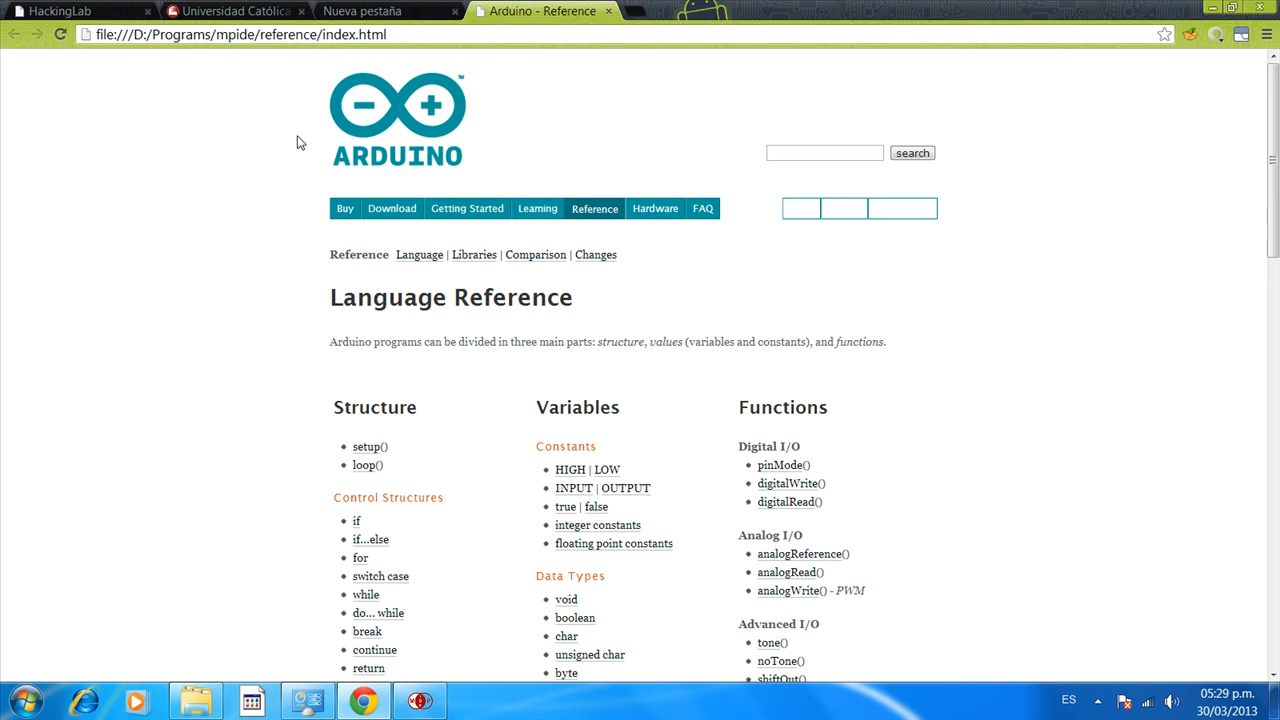 HackingLab
Universidad Católica
Nueva pestaña
Arduino - Reference
file:///D:/Programs/mpide/reference/index.html
ARDUINO
search
Buy Download Getting Started Learning Reference Hardware FAQ
Reference Language | Libraries | Comparison | Changes
Language Reference
Arduino programs can be divided in three main parts: structure, values (variables and constants), and functions.
Structure
setup()
loop()
Control Structures
if
if...else
for
switch case
while
do... while
break
continue
return
Variables
Constants
HIGH | LOW
INPUT | OUTPUT
true | false
integer constants
floating point constants
Data Types
void
boolean
char
unsigned char
byte
Functions
Digital I/O
pinMode()
digitalWrite()
digitalRead()
Analog I/O
analogReference()
analogRead()
analogWrite() - PWM
Advanced I/O
tone()
noTone()
shiftOut()
ES
05:29 p.m.
30/03/2013